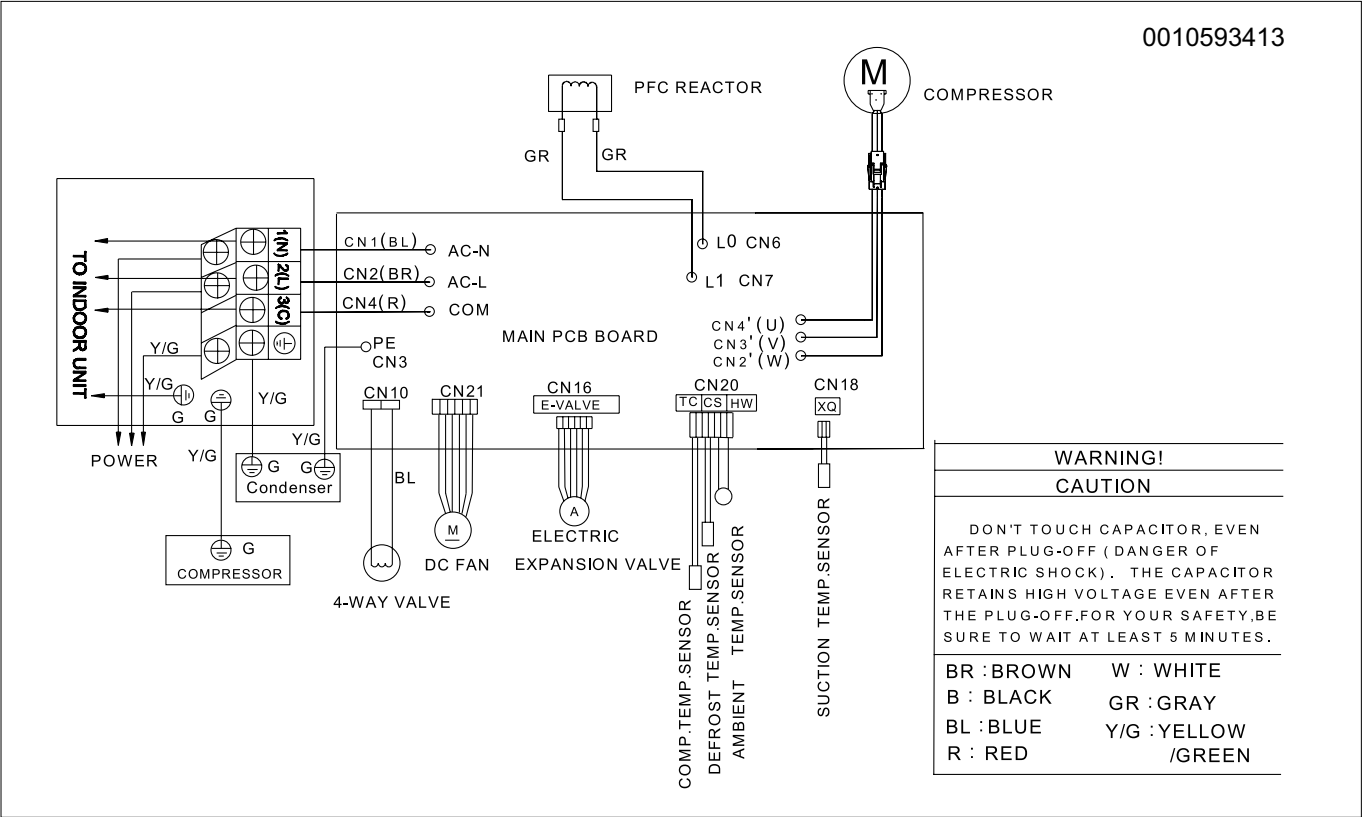 0010593413
PFC REACTOR
M
COMPRESSOR
GR
GR
TO INDOOR UNIT
1(N)
2(L)
3(C)
CN1(BL)
AC-N
CN2(BR)
AC-L
CN4(R)
COM
L0 CN6
L1 CN7
MAIN PCB BOARD
CN4'(U)
CN3'(V)
CN2'(W)
PE
CN3
Y/G
Y/G
G
G
Y/G
Y/G
Y/G
POWER
G
G
Condenser
G
COMPRESSOR
CN10
BL
4-WAY VALVE
CN21
M
DC FAN
CN16
E-VALVE
A
ELECTRIC
EXPANSION VALVE
CN20
TC CS HW
COMP.TEMP.SENSOR
DEFROST TEMP.SENSOR
AMBIENT TEMP.SENSOR
CN18
XQ
SUCTION TEMP.SENSOR
WARNING!
CAUTION
DON'T TOUCH CAPACITOR, EVEN
AFTER PLUG-OFF ( DANGER OF
ELECTRIC SHOCK). THE CAPACITOR
RETAINS HIGH VOLTAGE EVEN AFTER
THE PLUG-OFF.FOR YOUR SAFETY,BE
SURE TO WAIT AT LEAST 5 MINUTES.
BR : BROWN W : WHITE
B : BLACK GR : GRAY
BL : BLUE Y/G : YELLOW
R : RED /GREEN